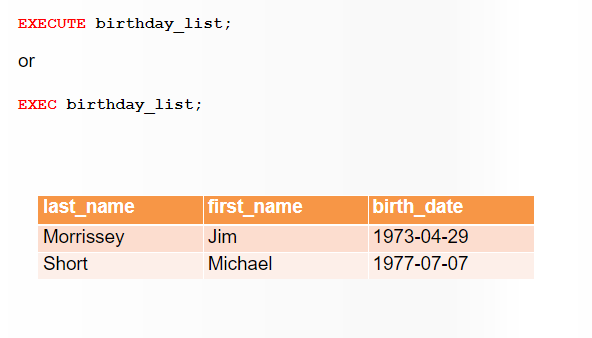 EXECUTE birthday_list;
or
EXEC birthday_list;
last_name first_name birth_date
Morrissey Jim 1973-04-29
Short Michael 1977-07-07